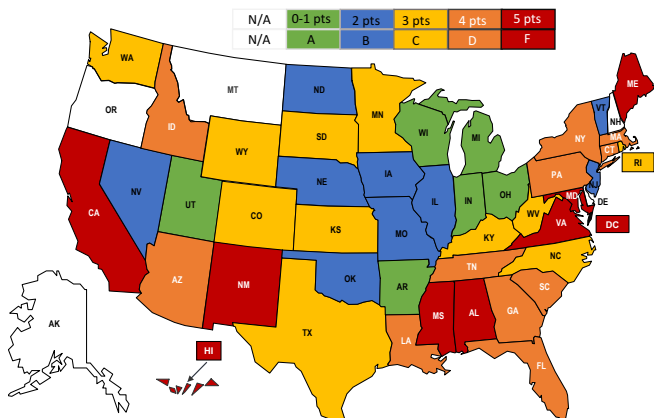 N/A 0-1 pts 2 pts 3 pts 4 pts 5 pts
N/A A B C D F
WA
ME
MT
ND
VT
NH
OR
MN
ID
SD
WI
MI
NY
MA
CT
RI
WY
IA
PA
NJ
NE
NV
OH
IN
IL
MD
DE
UT
CA
CO
WV
VA
DC
KS
MO
KY
NC
TN
AZ
OK
NM
AR
SC
MS
AL
GA
AK
TX
LA
HI
FL